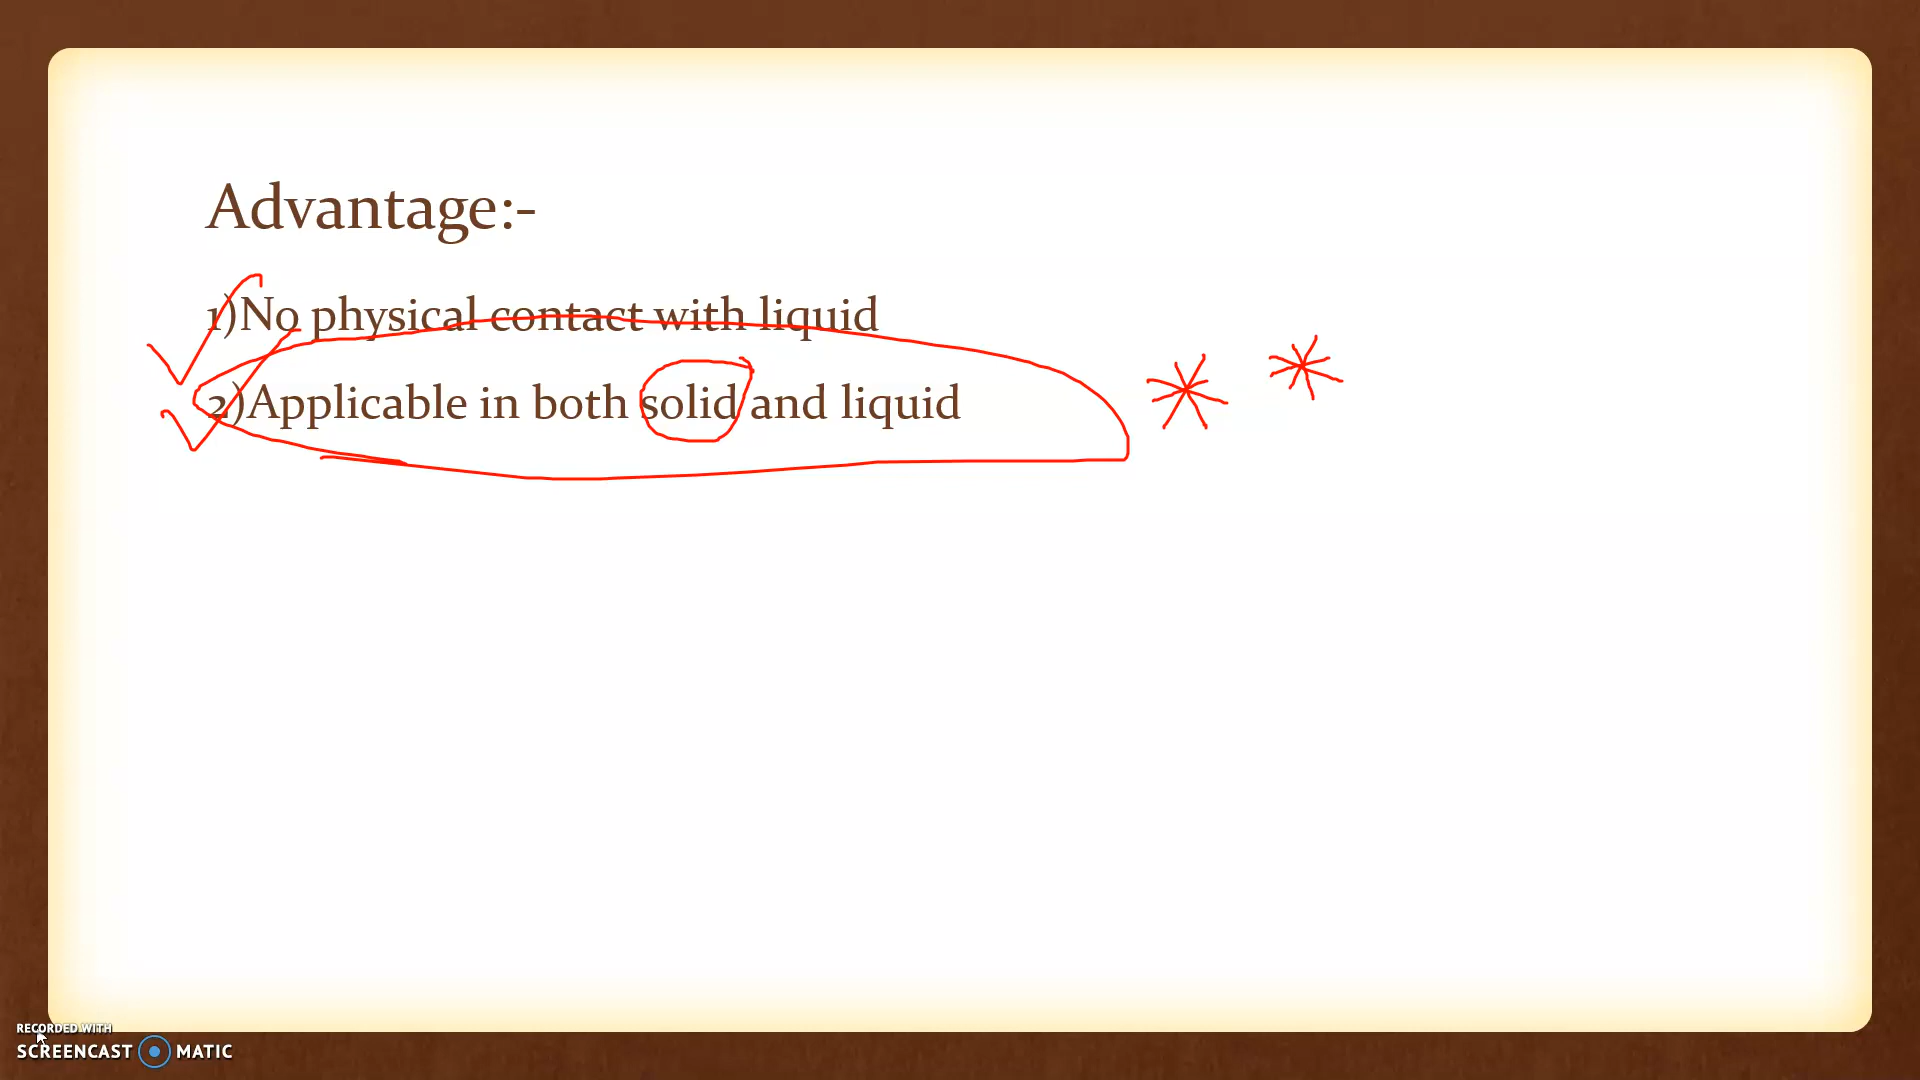 Advantage:-
1)No physical contact with liquid
2)Applicable in both solid and liquid
RECORDED WITH
SCREENCAST MATIC